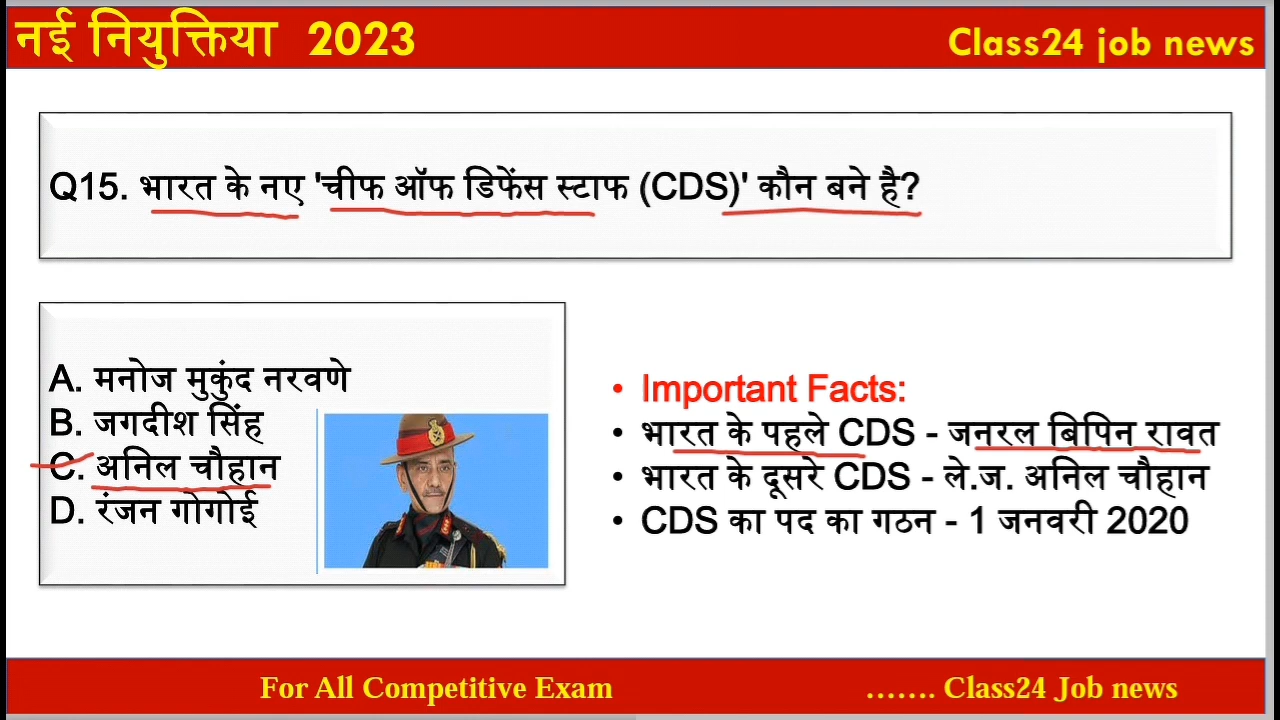 नई नियुक्तिया 2023
Class24 job news
Q15. भारत के नए 'चीफ ऑफ डिफेंस स्टाफ (CDS)' कौन बने है?
A. मनोज मुकुंद नरवणे
B. जगदीश सिंह
C. अनिल चौहान
D. रंजन गोगोई
• Important Facts:
• भारत के पहले CDS - जनरल बिपिन रावत
• भारत के दूसरे CDS - ले.ज. अनिल चौहान
• CDS का पद का गठन - 1 जनवरी 2020
For All Competitive Exam
....... Class24 Job news